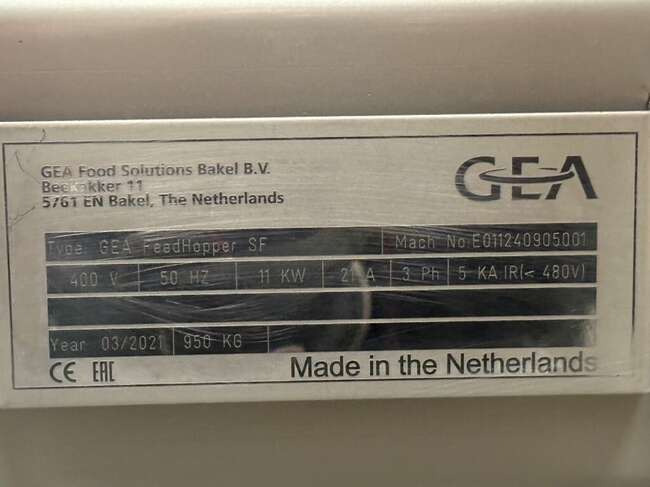 GEA Food Solutions Bakel B.V.
Beekakker 11
5761 EN Bakel, The Netherlands
GEA
Type: GEA FeedHopper SF Mach No.E011240905001
400 V 50 HZ 11 KW 21 A 3 Ph 5 KA IR(< 480V)
Year 03/2021 950 KG
CE EAC Made in the Netherlands